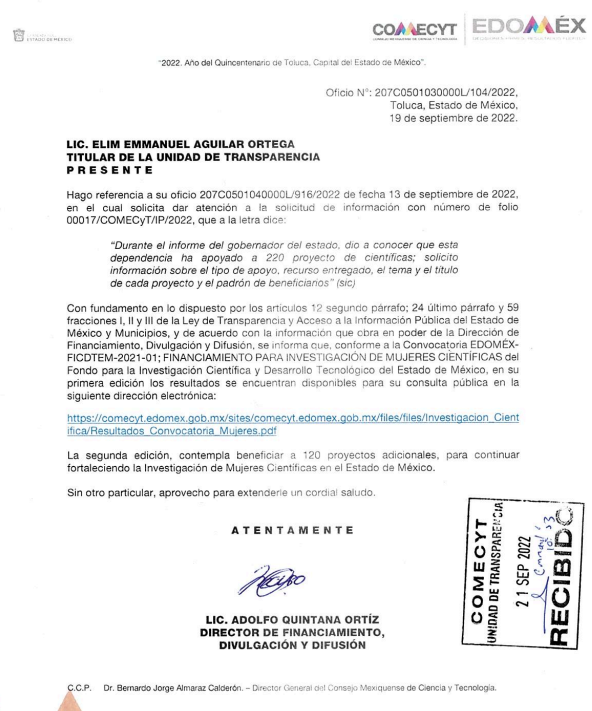 ESTADO DE MÉXICO
COMECYT
EDOMÉX
"2022. Año del Quincentenario de Toluca, Capital del Estado de México".
Oficio N°: 207C0501030000L/104/2022,
Toluca, Estado de México,
19 de septiembre de 2022.
LIC. ELIM EMMANUEL AGUILAR ORTEGA
TITULAR DE LA UNIDAD DE TRANSPARENCIA
P R E S E N T E
Hago referencia a su oficio 207C0501040000L/916/2022 de fecha 13 de septiembre de 2022,
en el cual solicita dar atención a la solicitud de información con número de folio
00017/COMECyT/IP/2022, que a la letra dice:
"Durante el informe del gobernador del estado, dio a conocer que esta
dependencia ha apoyado a 220 proyecto de científicas; solicito
información sobre el tipo de apoyo, recurso entregado, el tema y el título
de cada proyecto y el padrón de beneficiarios" (sic)
Con fundamento en lo dispuesto por los artículos 12 segundo párrafo; 24 último párrafo y 59
fracciones I, II y III de la Ley de Transparencia y Acceso a la Información Pública del Estado de
México y Municipios, y de acuerdo con la información que obra en poder de la Dirección de
Financiamiento, Divulgación y Difusión, se informa que, conforme a la Convocatoria EDOMÉX-
FICDTEM-2021-01; FINANCIAMIENTO PARA INVESTIGACIÓN DE MUJERES CIENTÍFICAS del
Fondo para la Investigación Científica y Desarrollo Tecnológico del Estado de México, en su
primera edición los resultados se encuentran disponibles para su consulta pública en la
siguiente dirección electrónica:
https://comecyt.edomex.gob.mx/sites/comecyt.edomex.gob.mx/files/files/Investigacion_Cient
ifica/Resultados_Convocatoria_Mujeres.pdf
La segunda edición, contempla beneficiar a 120 proyectos adicionales, para continuar
fortaleciendo la Investigación de Mujeres Científicas en el Estado de México.
Sin otro particular, aprovecho para extenderle un cordial saludo.
A T E N T A M E N T E
LIC. ADOLFO QUINTANA ORTÍZ
DIRECTOR DE FINANCIAMIENTO,
DIVULGACIÓN Y DIFUSIÓN
COMECYT
UNIDAD DE TRANSPARENCIA
21 SEP 2022
RECIBIDO
C.C.P. Dr. Bernardo Jorge Almaraz Calderón. – Director General del Consejo Mexiquense de Ciencia y Tecnología.